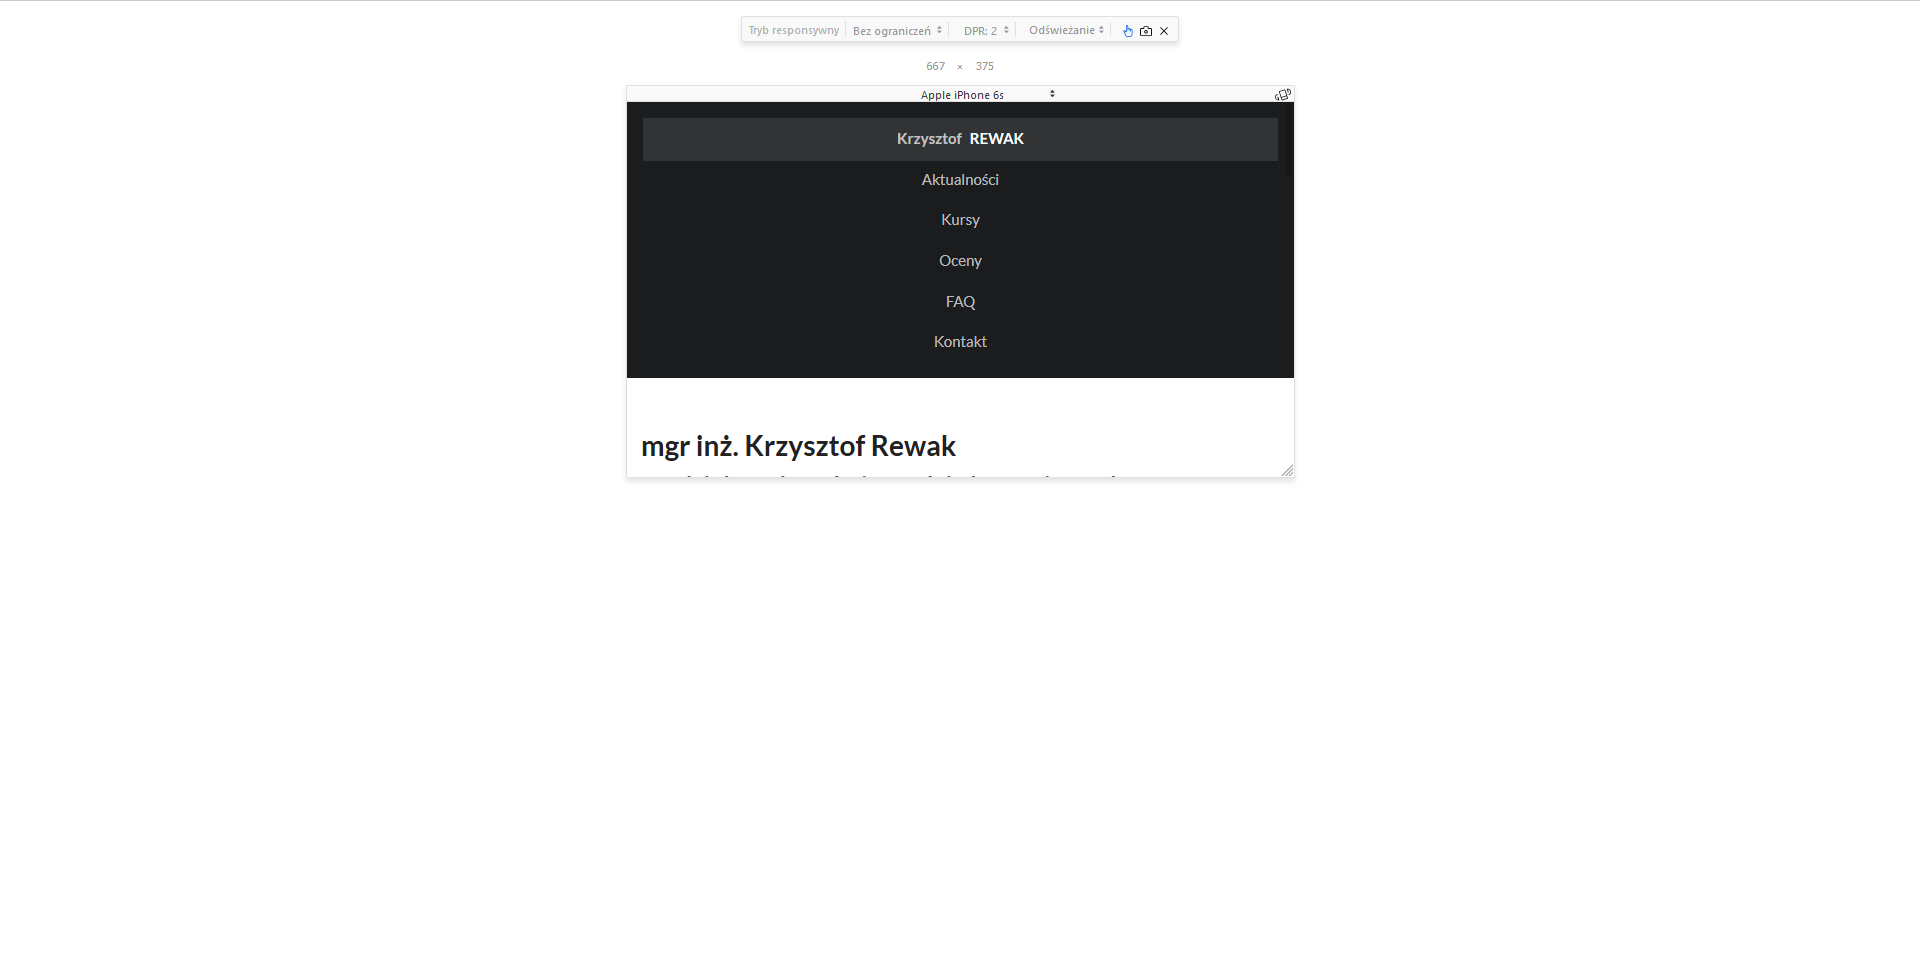 Tryb responsywny Bez ograniczeń DPR: 2 Odświeżanie
667 × 375
Apple iPhone 6s
Krzysztof REWAK
Aktualności
Kursy
Oceny
FAQ
Kontakt
mgr inż. Krzysztof Rewak